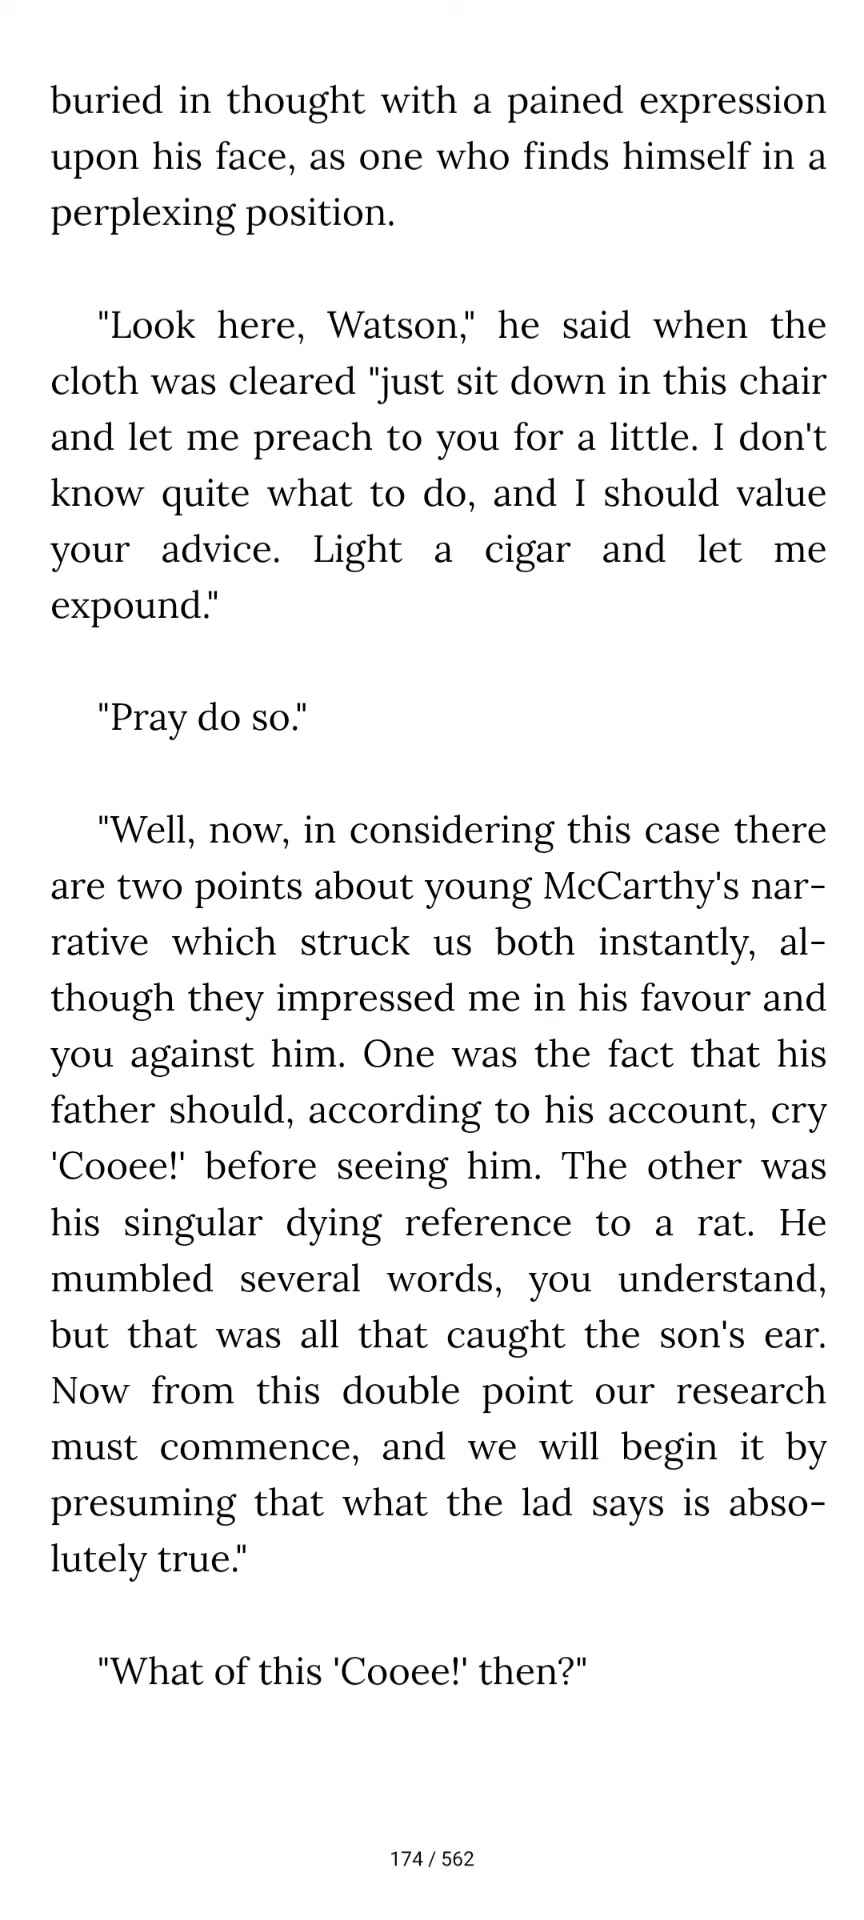 buried in thought with a pained expression
upon his face, as one who finds himself in a
perplexing position.
"Look here, Watson," he said when the
cloth was cleared "just sit down in this chair
and let me preach to you for a little. I don't
know quite what to do, and I should value
your advice. Light a cigar and let me
expound."
"Pray do so."
"Well, now, in considering this case there
are two points about young McCarthy's nar-
rative which struck us both instantly, al-
though they impressed me in his favour and
you against him. One was the fact that his
father should, according to his account, cry
'Cooee!' before seeing him. The other was
his singular dying reference to a rat. He
mumbled several words, you understand,
but that was all that caught the son's ear.
Now from this double point our research
must commence, and we will begin it by
presuming that what the lad says is abso-
lutely true."
"What of this 'Cooee!' then?"
174 / 562